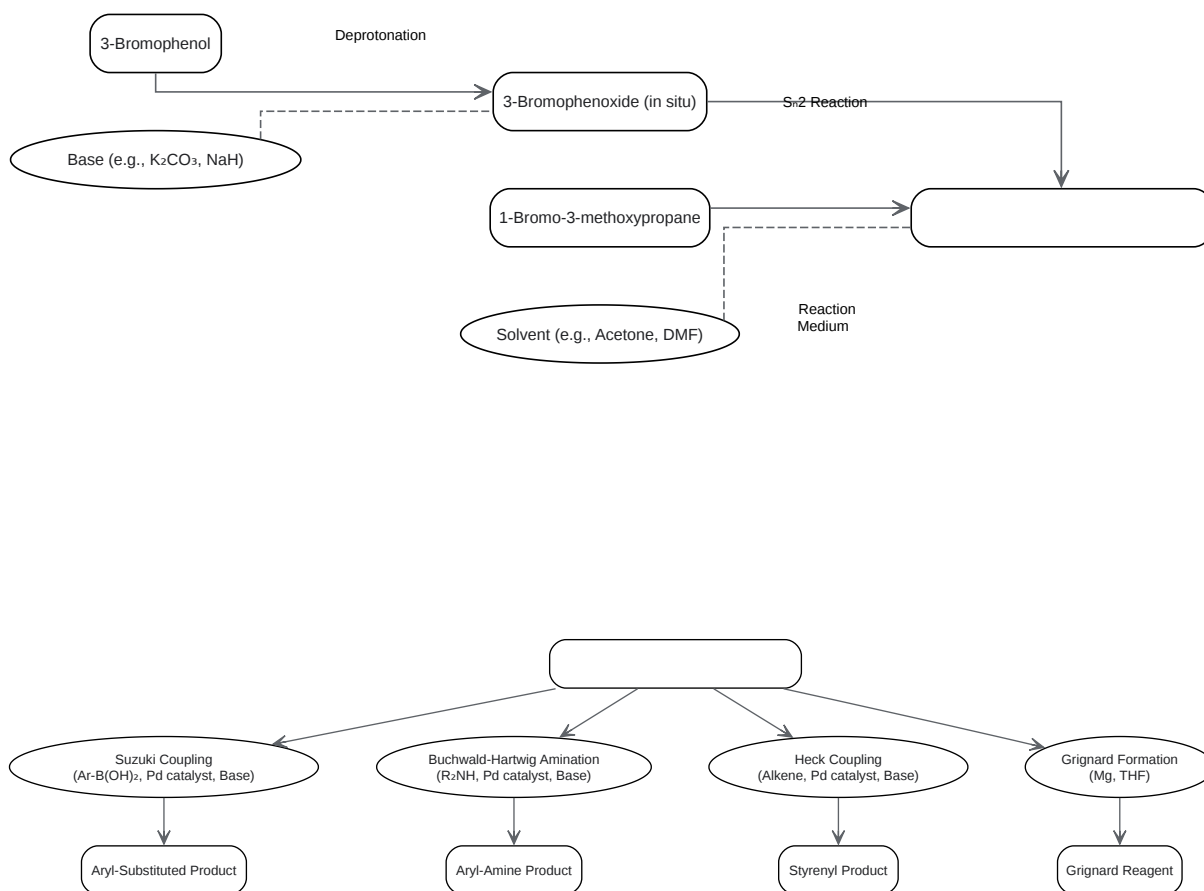 Deprotonation
3-Bromophenol
3-Bromophenoxide (in situ)
Sₙ2 Reaction
Base (e.g., K₂CO₃, NaH)
1-Bromo-3-methoxypropane
Reaction
Medium
Solvent (e.g., Acetone, DMF)
Suzuki Coupling
(Ar-B(OH)₂, Pd catalyst, Base)
Buchwald-Hartwig Amination
(R₂NH, Pd catalyst, Base)
Heck Coupling
(Alkene, Pd catalyst, Base)
Grignard Formation
(Mg, THF)
Aryl-Substituted Product
Aryl-Amine Product
Styrenyl Product
Grignard Reagent